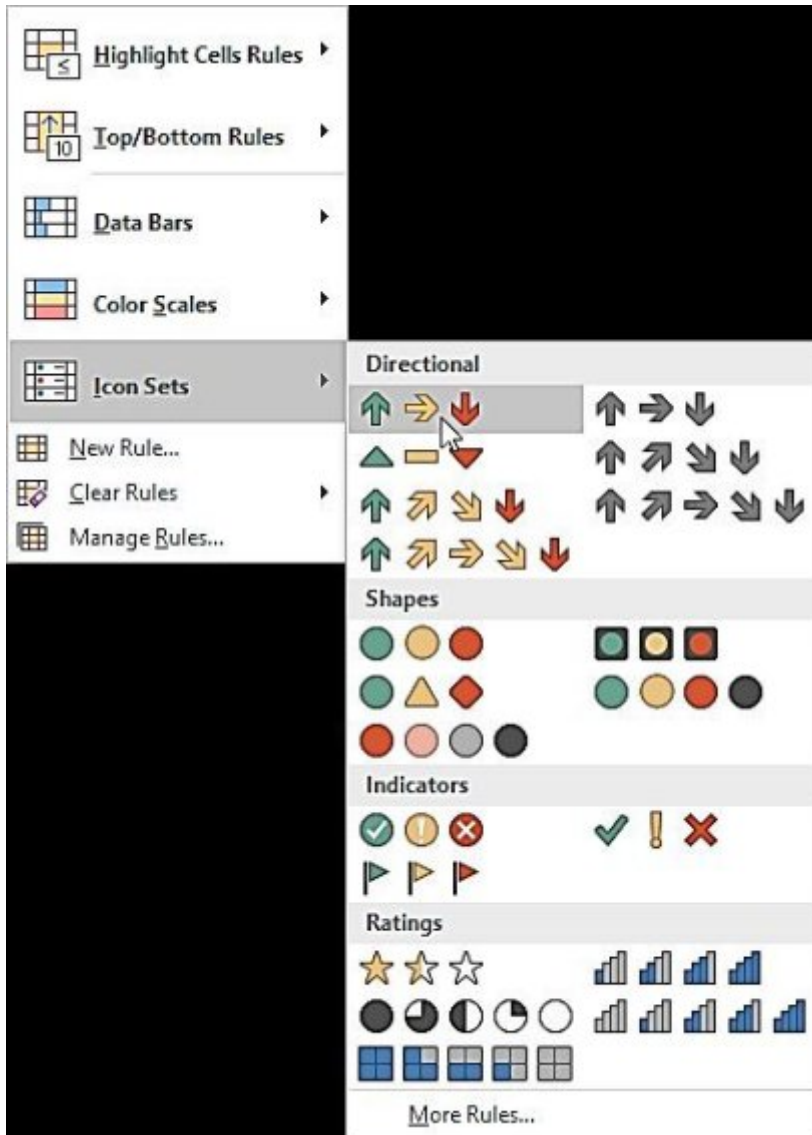 ≤
Highlight Cells Rules
10
Top/Bottom Rules
Data Bars
Color Scales
Icon Sets
New Rule...
Clear Rules
Manage Rules...
Directional
Shapes
Indicators
Ratings
More Rules...